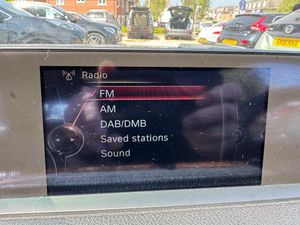 Radio
FM
AM
DAB/DMB
Saved stations
Sound